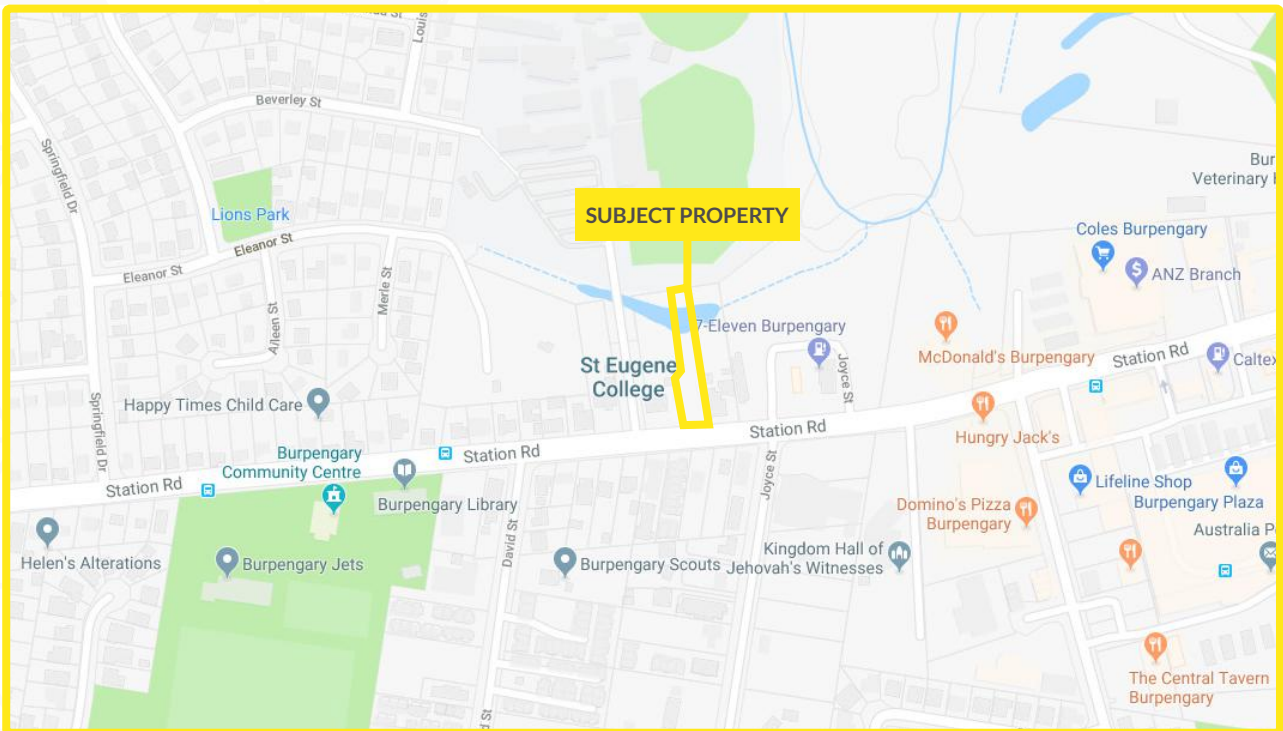 Louis
Beverley St
Springfield Dr
Bur
Veterinary
Lions Park
SUBJECT PROPERTY
Coles Burpengary
Eleanor St
ANZ Branch
Eleanor St
Merle St
Aileen St
7-Eleven Burpengary
McDonald's Burpengary
Station Rd
Caltex
St Eugene
College
Joyce St
Happy Times Child Care
Springfield Dr
Hungry Jack's
Station Rd
Burpengary
Community Centre
Station Rd
Joyce St
Lifeline Shop
Station Rd
Burpengary Library
Domino's Pizza
Burpengary
Burpengary Plaza
Australia P
David St
Kingdom Hall of
Jehovah's Witnesses
Helen's Alterations
Burpengary Jets
Burpengary Scouts
The Central Tavern
Burpengary
d St